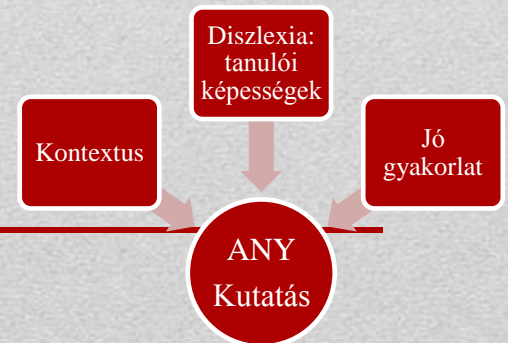 Diszlexia:
tanulói
képességek
Kontextus
Jó
gyakorlat
ANY
Kutatás